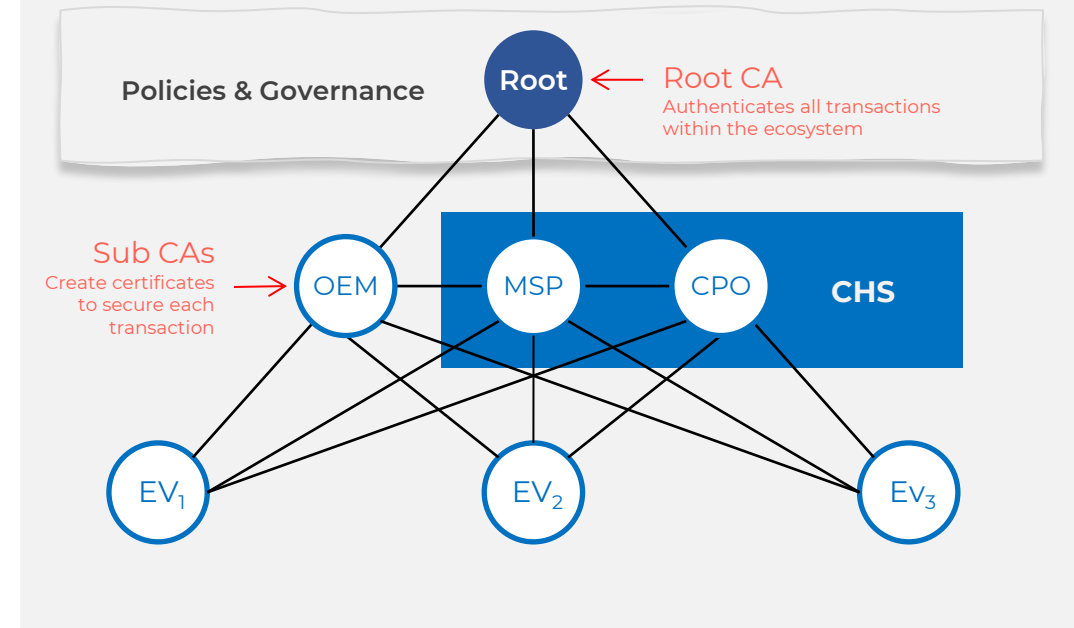 Policies & Governance
Root
Root CA
Authenticates all transactions
within the ecosystem
Sub CAs
Create certificates
to secure each
transaction
OEM
MSP
CPO
CHS
EV1
EV2
Ev3